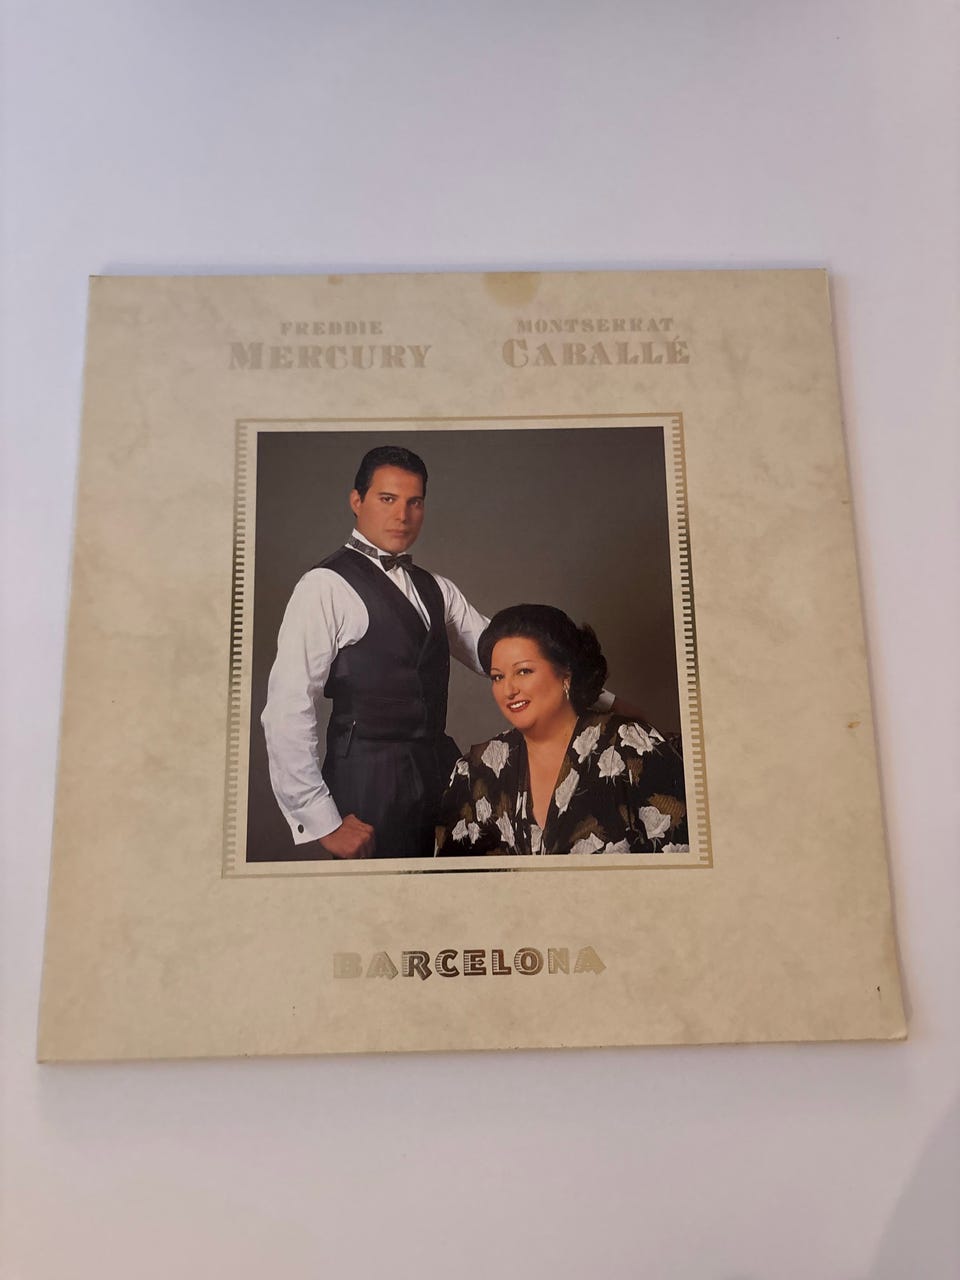 FREDDIE
MERCURY
MONTSERRAT
CABALLÉ
BARCELONA